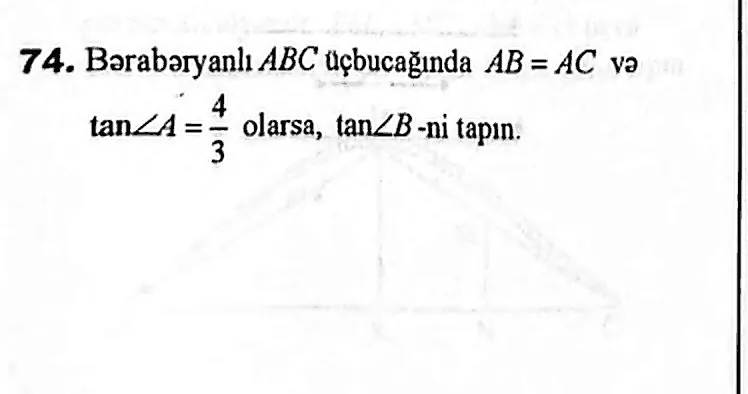 74. Bərabəryanlı ABC üçbucağında AB = AC və
tan∠A = 4/3 olarsa, tan∠B -ni tapın.